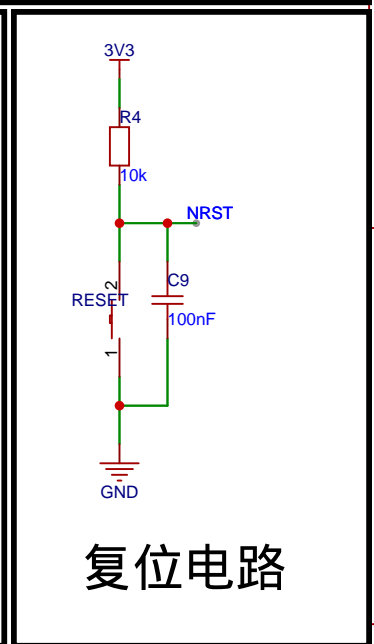 3V3
R4
10k
NRST
2
RESET
C9
100nF
1
GND
复位电路